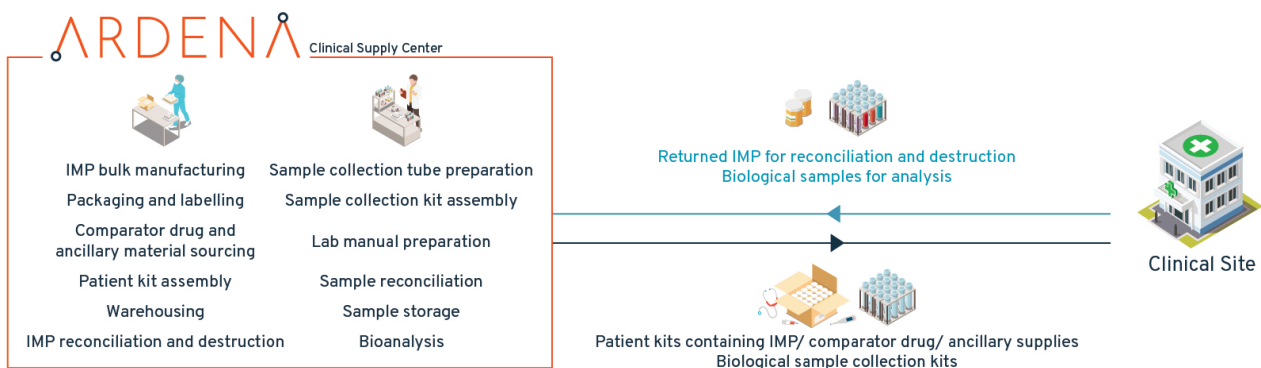 ARDENA
Clinical Supply Center
IMP bulk manufacturing
Packaging and labelling
Comparator drug and
ancillary material sourcing
Patient kit assembly
Warehousing
IMP reconciliation and destruction
Sample collection tube preparation
Sample collection kit assembly
Lab manual preparation
Sample reconciliation
Sample storage
Bioanalysis
Returned IMP for reconciliation and destruction
Biological samples for analysis
Patient kits containing IMP/ comparator drug/ ancillary supplies
Biological sample collection kits
Clinical Site